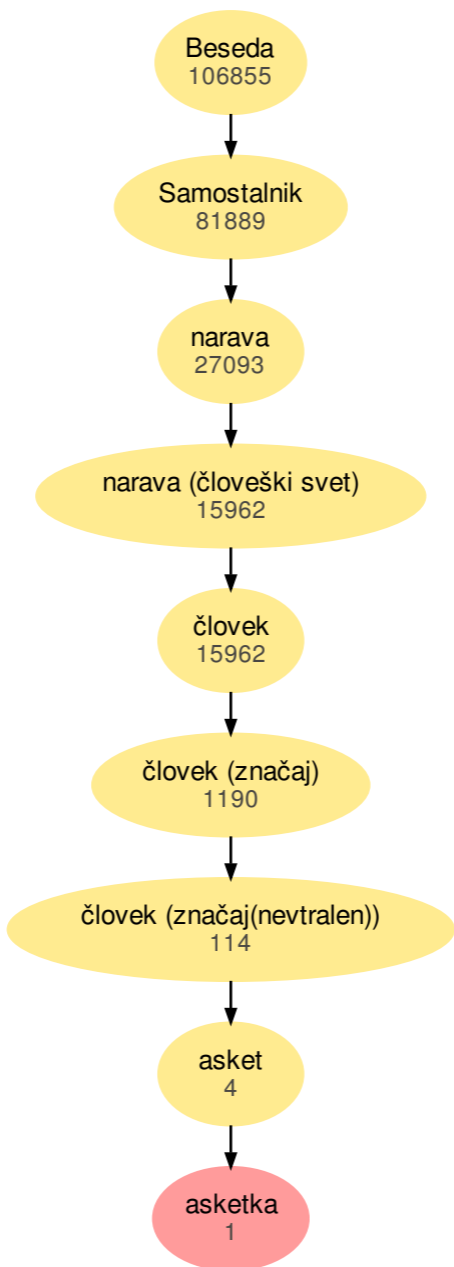 Beseda
106855
Samostalnik
81889
narava
27093
narava (človeški svet)
15962
človek
15962
človek (značaj)
1190
človek (značaj(nevtralen))
114
asket
4
asketka
1